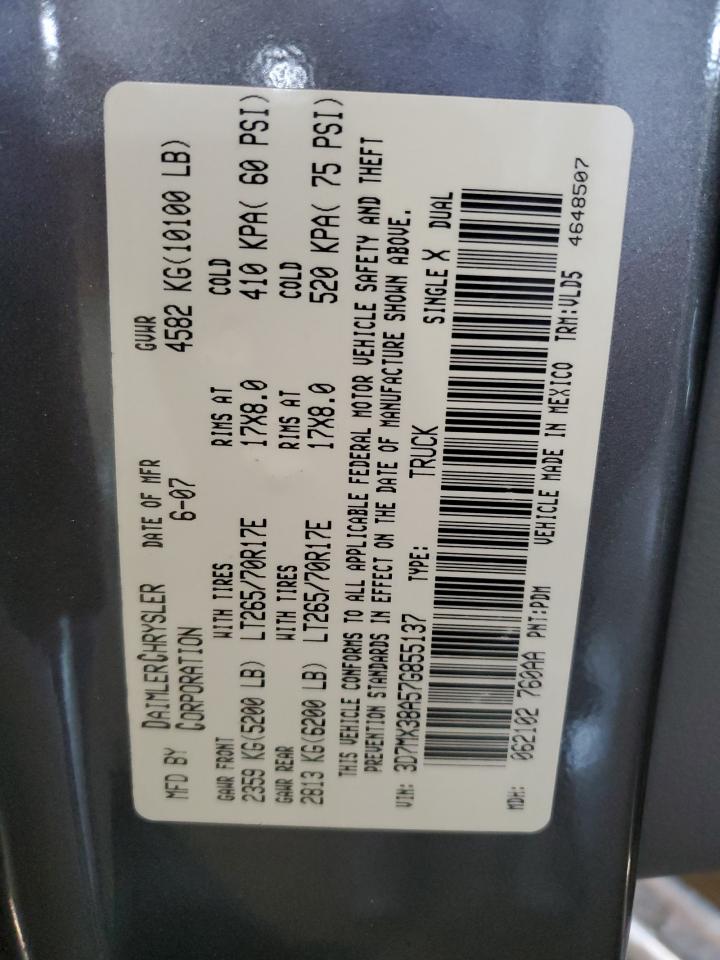 MFD BY DAIMLERCHRYSLER CORPORATION DATE OF MFR 6-07 GVWR 4582 KG(10100 LB)
GAWR FRONT WITH TIRES RIMS AT COLD
2359 KG(5200 LB) LT265/70R17E 17X8.0 410 KPA( 60 PSI)
GAWR REAR WITH TIRES RIMS AT COLD
2813 KG(6200 LB) LT265/70R17E 17X8.0 520 KPA( 75 PSI)
THIS VEHICLE CONFORMS TO ALL APPLICABLE FEDERAL MOTOR VEHICLE SAFETY AND THEFT
PREVENTION STANDARDS IN EFFECT ON THE DATE OF MANUFACTURE SHOWN ABOVE.
VIN: 3D7MX38A57G855137 TYPE: TRUCK SINGLE X DUAL
MDH: 062102 760AA PNT:PDM VEHICLE MADE IN MEXICO TRM:VLD5 4648507